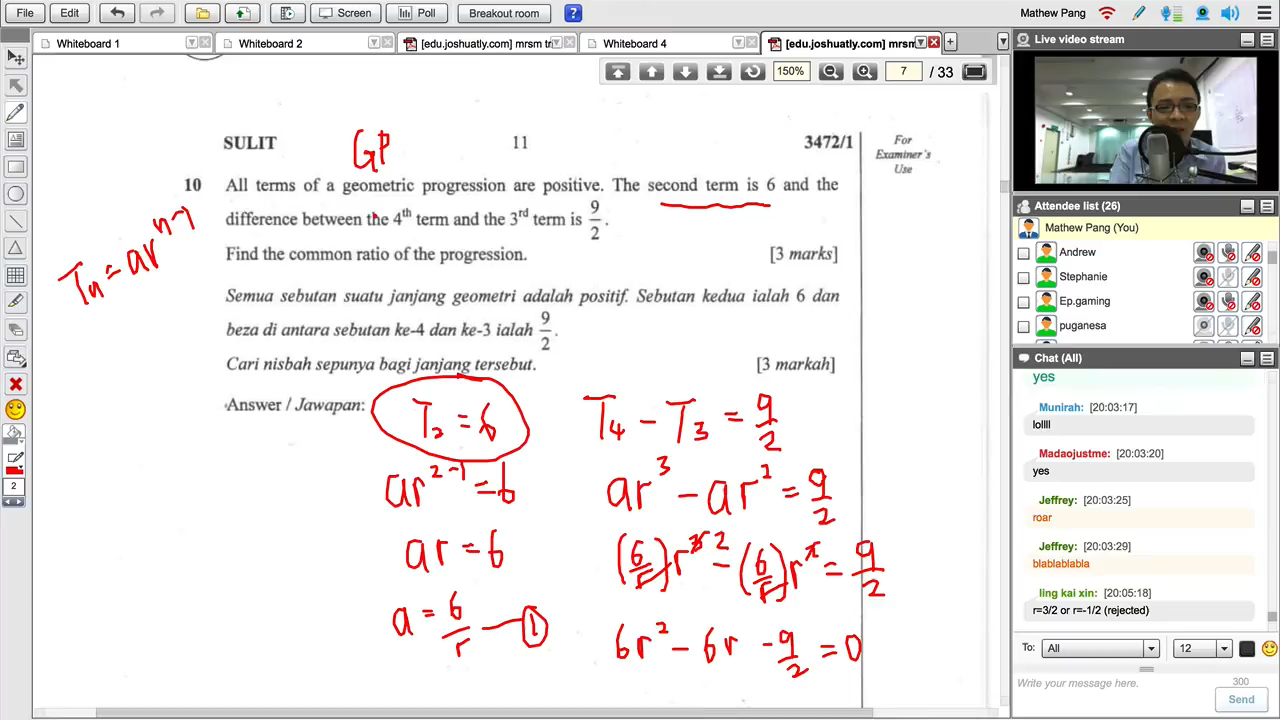 File Edit Screen Poll Breakout room ? Mathew Pang
Whiteboard 1 Whiteboard 2 [edu.joshuatly.com] mrsm tr Whiteboard 4 [edu.joshuatly.com] mrsm
150% 7 / 33
SULIT 11 3472/1
For
Examiner's
Use
GP
10 All terms of a geometric progression are positive. The second term is 6 and the
difference between the 4th term and the 3rd term is 9/2.
Find the common ratio of the progression. [3 marks]
Tn = ar^n-1
Semua sebutan suatu janjang geometri adalah positif. Sebutan kedua ialah 6 dan
beza di antara sebutan ke-4 dan ke-3 ialah 9/2.
Cari nisbah sepunya bagi janjang tersebut. [3 markah]
Answer / Jawapan:
T2 = 6
ar^2-1 = 6
ar = 6
a = 6/r — 1
T4 - T3 = 9/2
ar^3 - ar^2 = 9/2
(6/r)r^3 2 - (6/r)r^2 = 9/2
6r^2 - 6r - 9/2 = 0
2
Live video stream
Attendee list (26)
Mathew Pang (You)
Andrew
Stephanie
Ep.gaming
puganesa
Chat (All)
yes
Munirah: [20:03:17]
lollll
Madaojustme: [20:03:20]
yes
Jeffrey: [20:03:25]
roar
Jeffrey: [20:03:29]
blablablabla
ling kai xin: [20:05:18]
r=3/2 or r=-1/2 (rejected)
To: All 12
Write your message here. 300
Send